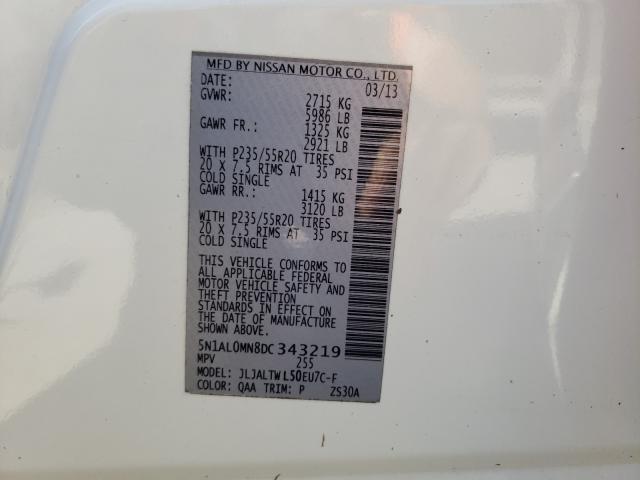 MFD BY NISSAN MOTOR CO., LTD.
DATE: 03/13
GVWR: 2715 KG
5986 LB
GAWR FR.: 1325 KG
2921 LB
WITH P235/55R20 TIRES
20 X 7.5 RIMS AT 35 PSI
COLD SINGLE
GAWR RR.: 1415 KG
3120 LB
WITH P235/55R20 TIRES
20 X 7.5 RIMS AT 35 PSI
COLD SINGLE
THIS VEHICLE CONFORMS TO
ALL APPLICABLE FEDERAL
MOTOR VEHICLE SAFETY AND
THEFT PREVENTION
STANDARDS IN EFFECT ON
THE DATE OF MANUFACTURE
SHOWN ABOVE.
5N1AL0MN8DC343219
MPV 255
MODEL: JLJALTWL50EU7C-F
COLOR: QAA TRIM: P ZS30A